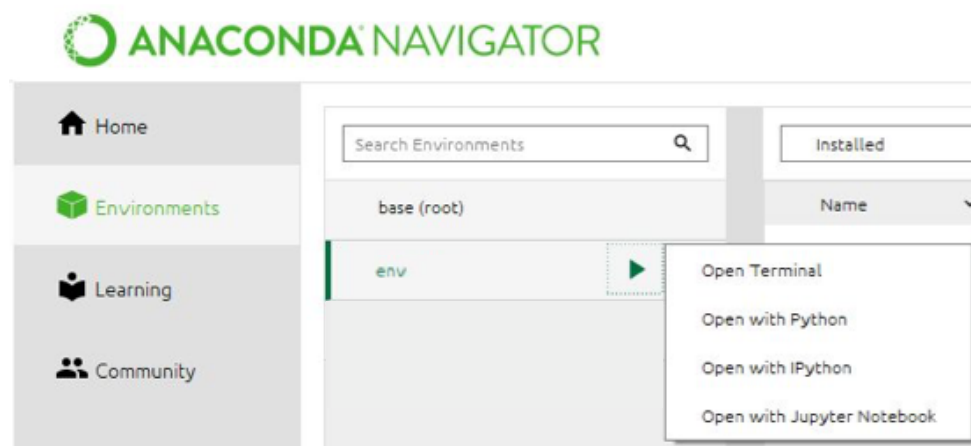 ANACONDA NAVIGATOR
Home
Environments
Learning
Community
Search Environments
base (root)
env
Installed
Name
Open Terminal
Open with Python
Open with IPython
Open with Jupyter Notebook